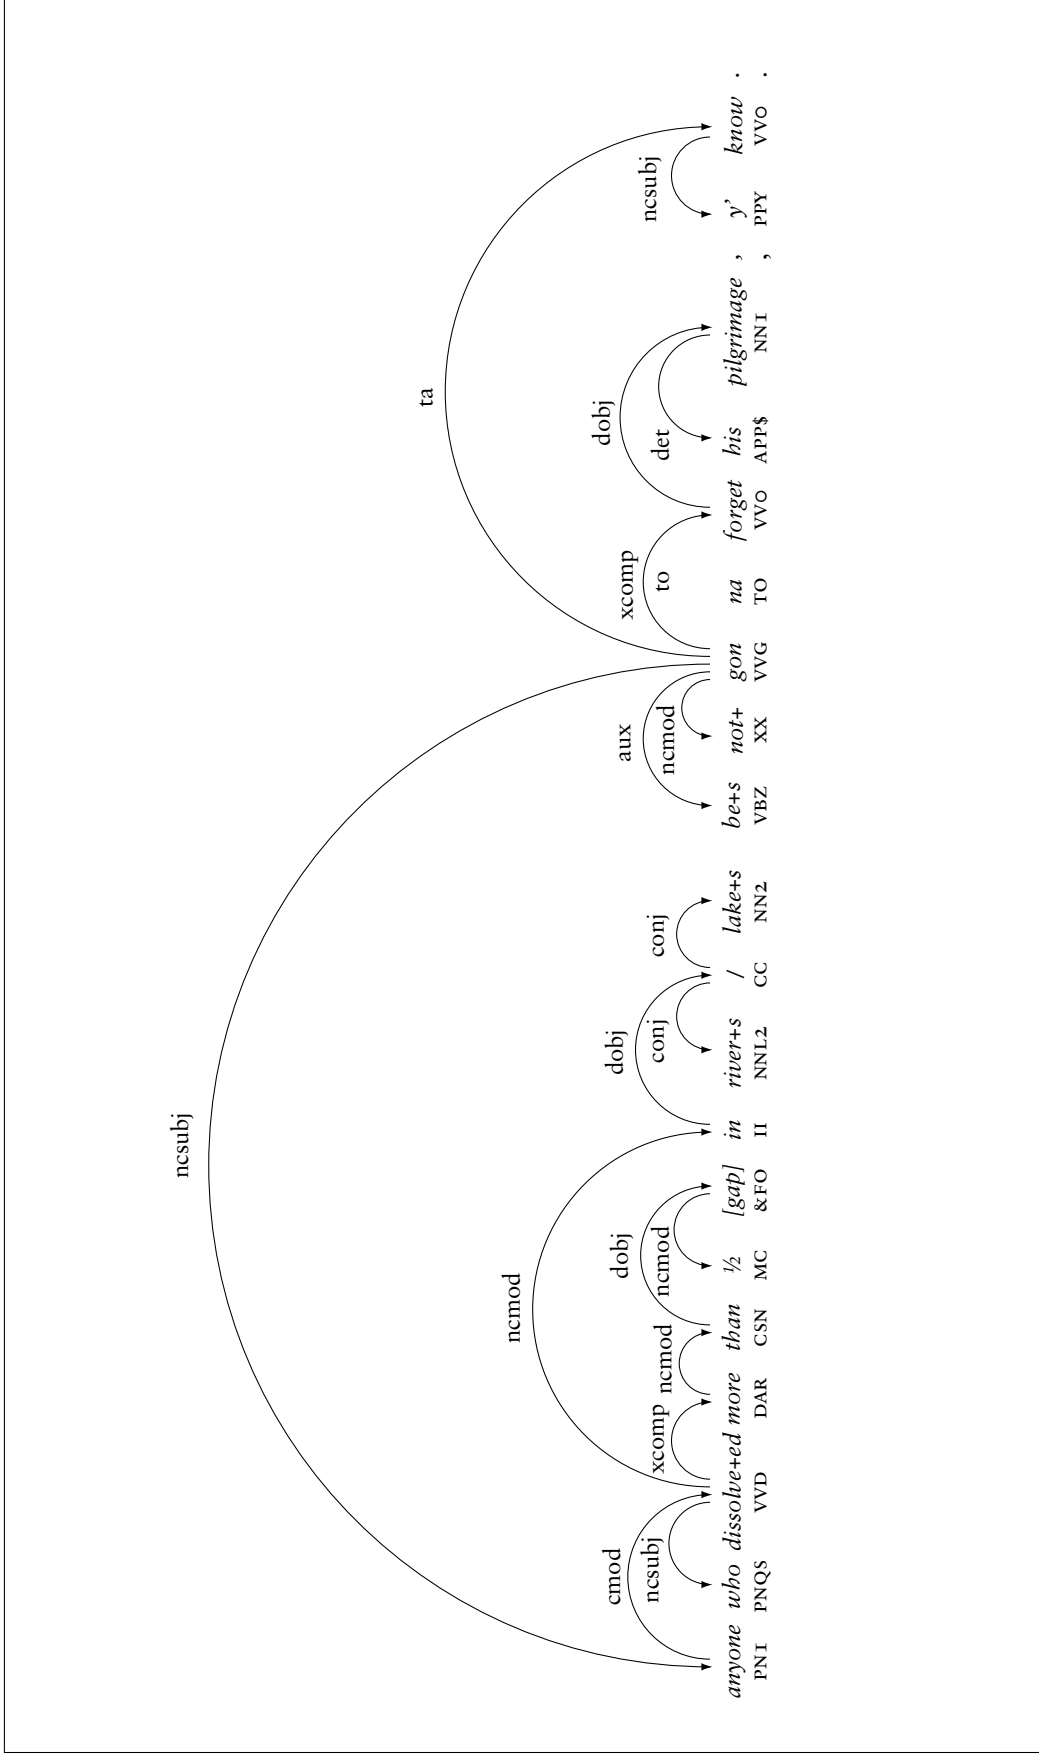 ncsubj
ta
ncmod
cmod
dobj
dobj
aux
xcomp
dobj
ncsubj
xcomp
ncmod
ncmod
conj
conj
ncmod
to
det
ncsubj
anyone who dissolve+ed more than ½ [gap] in river+s / lake+s be+s not+ gon na forget his pilgrimage , y' know .
PN1 PNQS VVD DAR CSN MC &FO II NNL2 CC NN2 VBZ XX VVG TO VV0 APP$ NN1 , PPY VV0 .